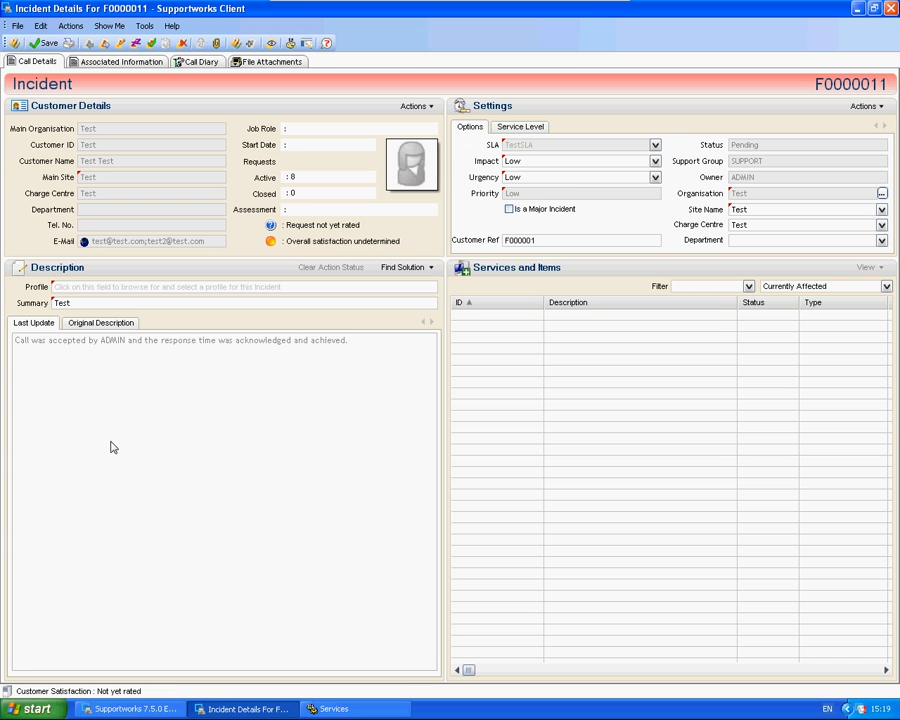 Incident Details For F0000011 - Supportworks Client
File Edit Actions Show Me Tools Help
Save
Call Details Associated Information Call Diary File Attachments
Incident F0000011
Customer Details Actions
Main Organisation Test
Customer ID Test
Customer Name Test Test
Main Site Test
Charge Centre Test
Department
Tel. No.
E-Mail test@test.com;test2@test.com
Job Role :
Start Date :
Requests
Active : 8
Closed : 0
Assessment :
: Request not yet rated
: Overall satisfaction undetermined
Settings Actions
Options Service Level
SLA TestSLA
Impact Low
Urgency Low
Priority Low
Is a Major Incident
Customer Ref F000001
Status Pending
Support Group SUPPORT
Owner ADMIN
Organisation Test
Site Name Test
Charge Centre Test
Department
Description Clear Action Status Find Solution
Profile Click on this field to browse for and select a profile for this Incident
Summary Test
Last Update Original Description
Call was accepted by ADMIN and the response time was acknowledged and achieved.
Services and Items View
Filter Currently Affected
ID Description Status Type
Customer Satisfaction : Not yet rated
start Supportworks 7.5.0 E... Incident Details For F... Services EN 15:19